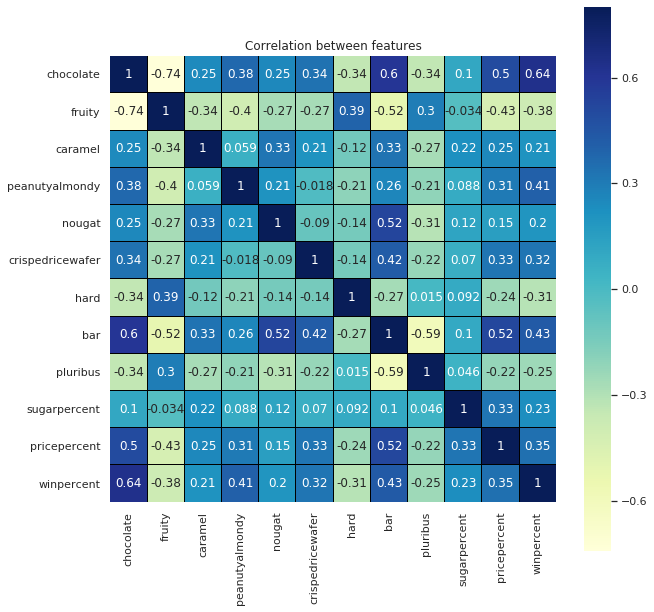 Correlation between features
chocolate 1 -0.74 0.25 0.38 0.25 0.34 -0.34 0.6 -0.34 0.1 0.5 0.64
fruity -0.74 1 -0.34 -0.4 -0.27 -0.27 0.39 -0.52 0.3 -0.034 -0.43 -0.38
caramel 0.25 -0.34 1 0.059 0.33 0.21 -0.12 0.33 -0.27 0.22 0.25 0.21
peanutyalmondy 0.38 -0.4 0.059 1 0.21 -0.018 -0.21 0.26 -0.21 0.088 0.31 0.41
nougat 0.25 -0.27 0.33 0.21 1 -0.09 -0.14 0.52 -0.31 0.12 0.15 0.2
crispedricewafer 0.34 -0.27 0.21 -0.018 -0.09 1 -0.14 0.42 -0.22 0.07 0.33 0.32
hard -0.34 0.39 -0.12 -0.21 -0.14 -0.14 1 -0.27 0.015 0.092 -0.24 -0.31
bar 0.6 -0.52 0.33 0.26 0.52 0.42 -0.27 1 -0.59 0.1 0.52 0.43
pluribus -0.34 0.3 -0.27 -0.21 -0.31 -0.22 0.015 -0.59 1 0.046 -0.22 -0.25
sugarpercent 0.1 -0.034 0.22 0.088 0.12 0.07 0.092 0.1 0.046 1 0.33 0.23
pricepercent 0.5 -0.43 0.25 0.31 0.15 0.33 -0.24 0.52 -0.22 0.33 1 0.35
winpercent 0.64 -0.38 0.21 0.41 0.2 0.32 -0.31 0.43 -0.25 0.23 0.35 1
chocolate
fruity
caramel
peanutyalmondy
nougat
crispedricewafer
hard
bar
pluribus
sugarpercent
pricepercent
winpercent
0.6
0.3
0.0
−0.3
−0.6